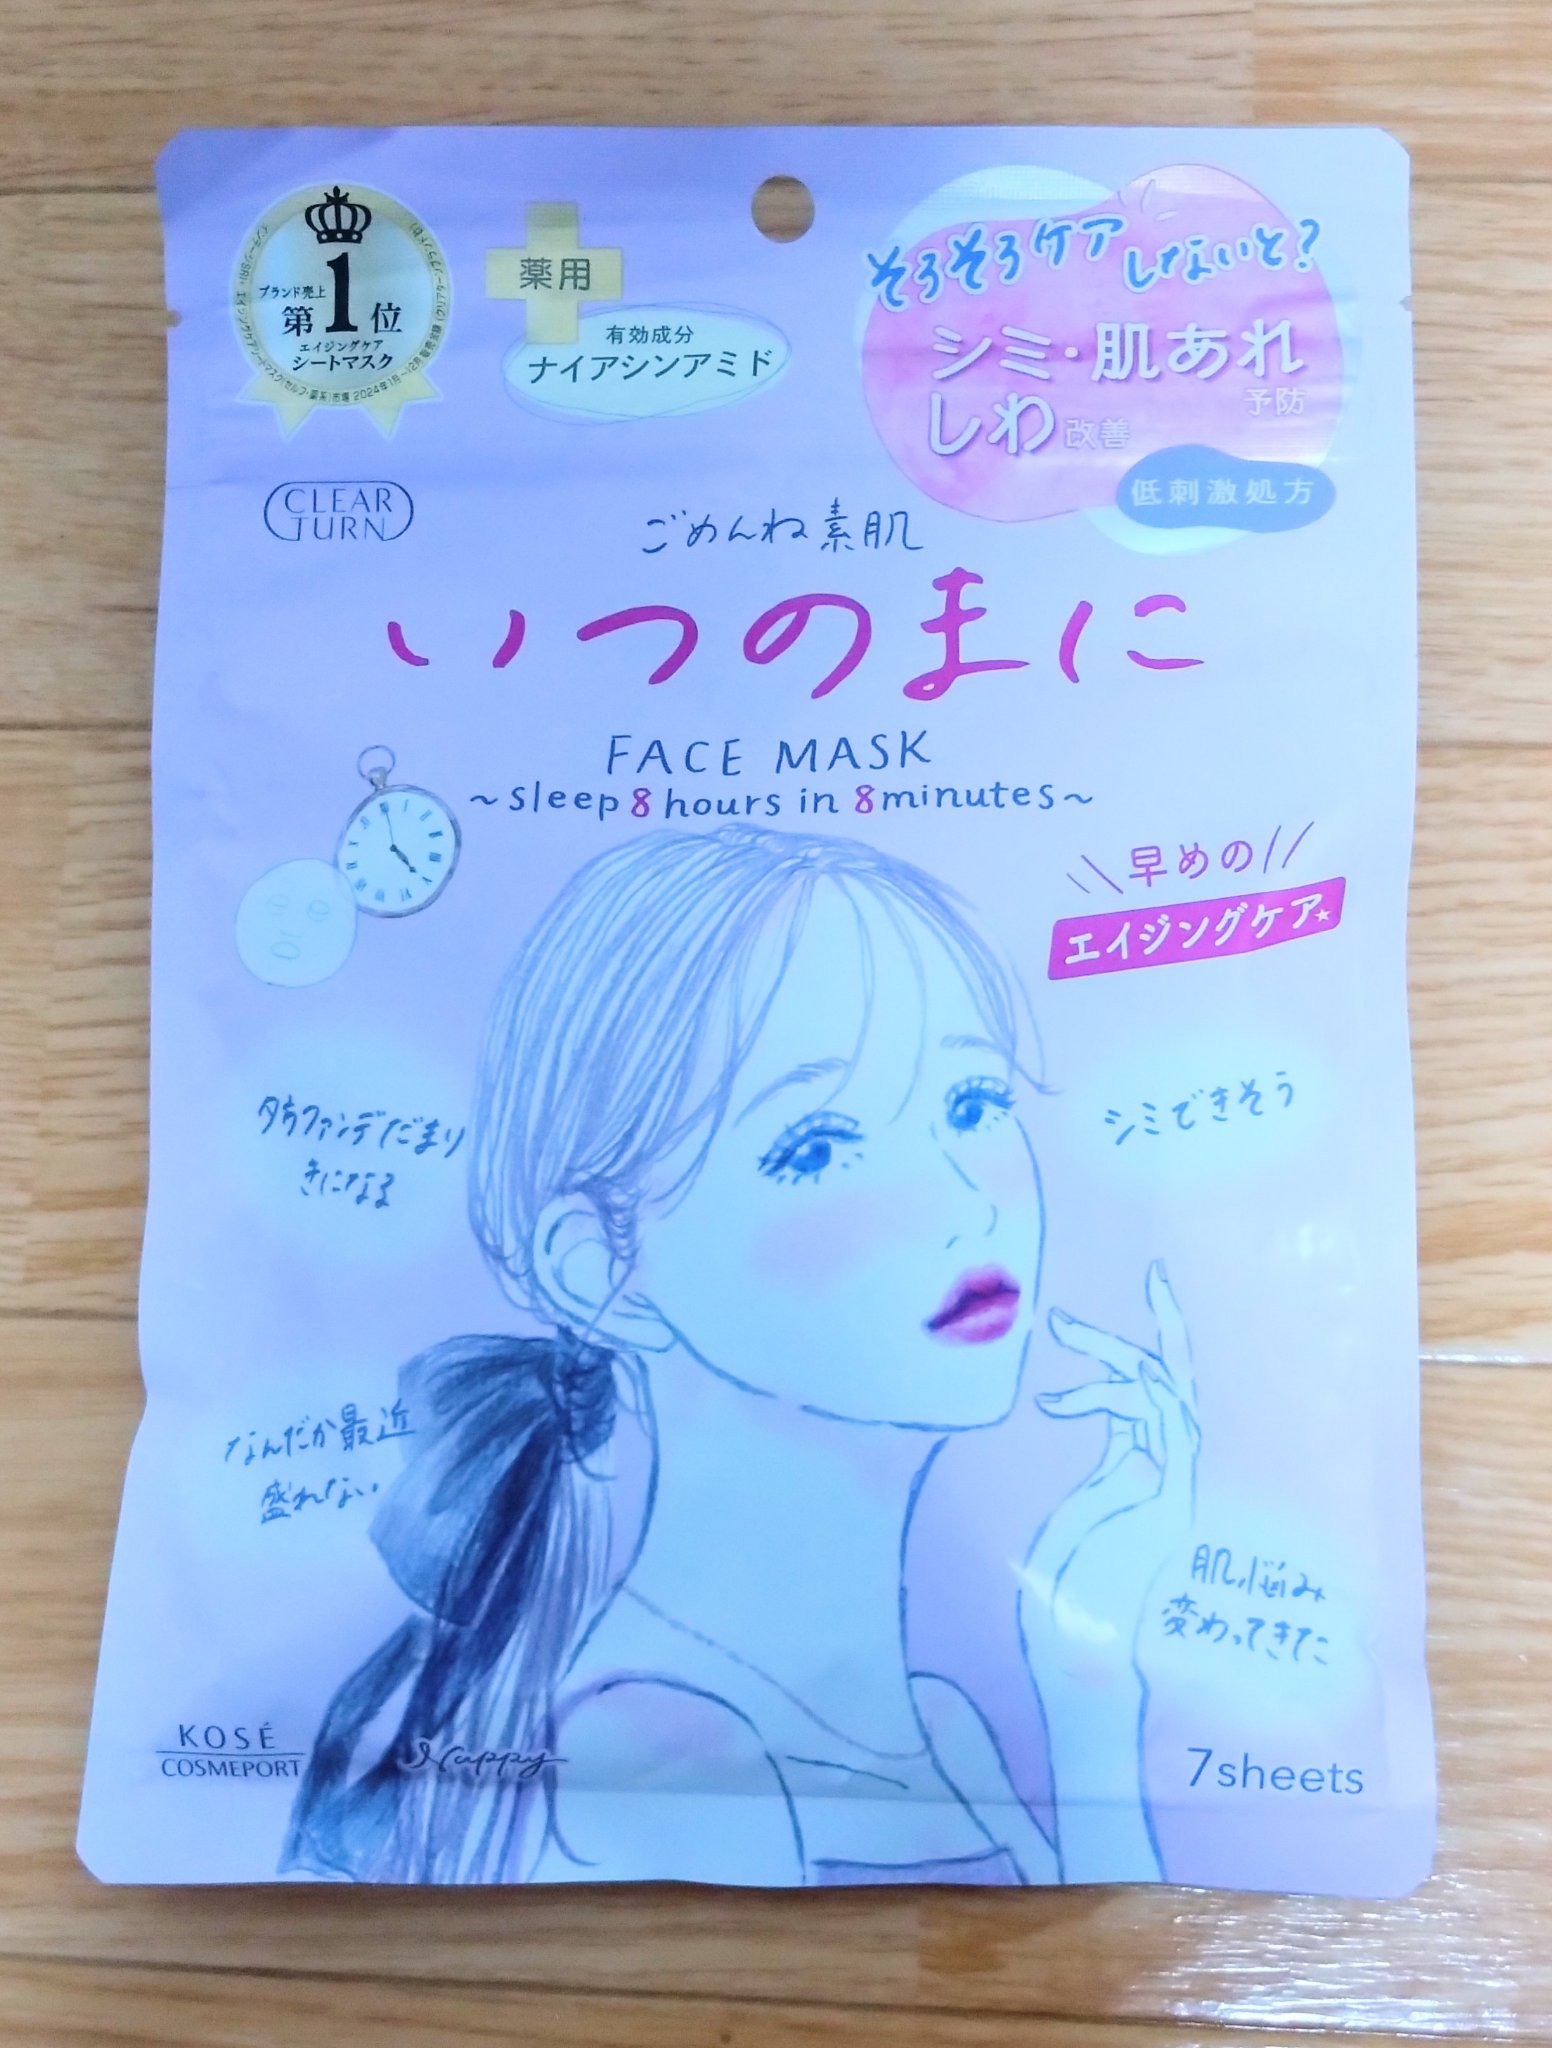 ブランド売上
第1位
エイジングケア
シートマスク
薬用
有効成分
ナイアシンアミド
そろそろケア
しないと?
シミ・肌あれ
予防
しわ改善
低刺激処方
CLEAR
TURN
ごめんね素肌
いつのまに
FACE MASK
~sleep 8 hours in 8 minutes~
早めの
エイジングケア★
夕方ファンデだまり
きになる
シミできそう
なんだか最近
盛れない
肌悩み
変わってきた
KOSÉ
COSMEPORT
Happy
7sheets